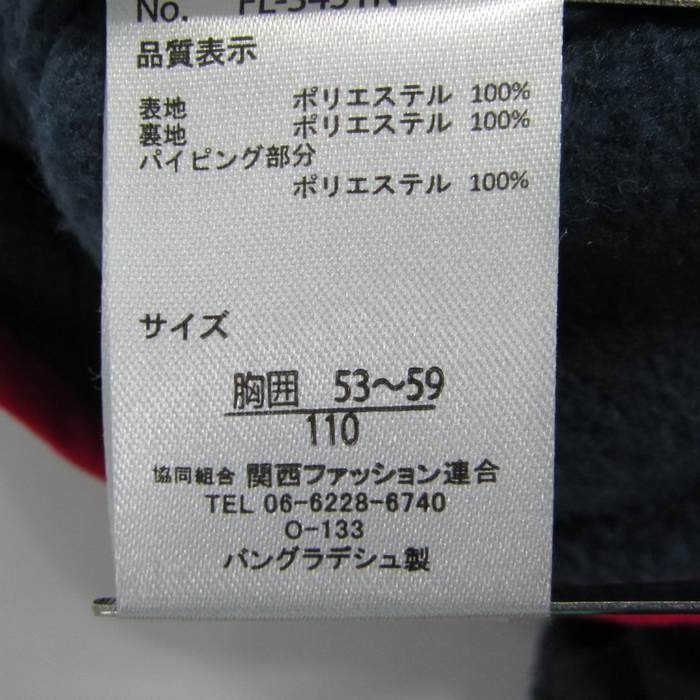 No.
品質表示
表地 ポリエステル 100%
裏地 ポリエステル 100%
パイピング部分
ポリエステル 100%
サイズ
胸囲 53～59
110
協同組合 関西ファッション連合
TEL 06-6228-6740
O-133
バングラデシュ製